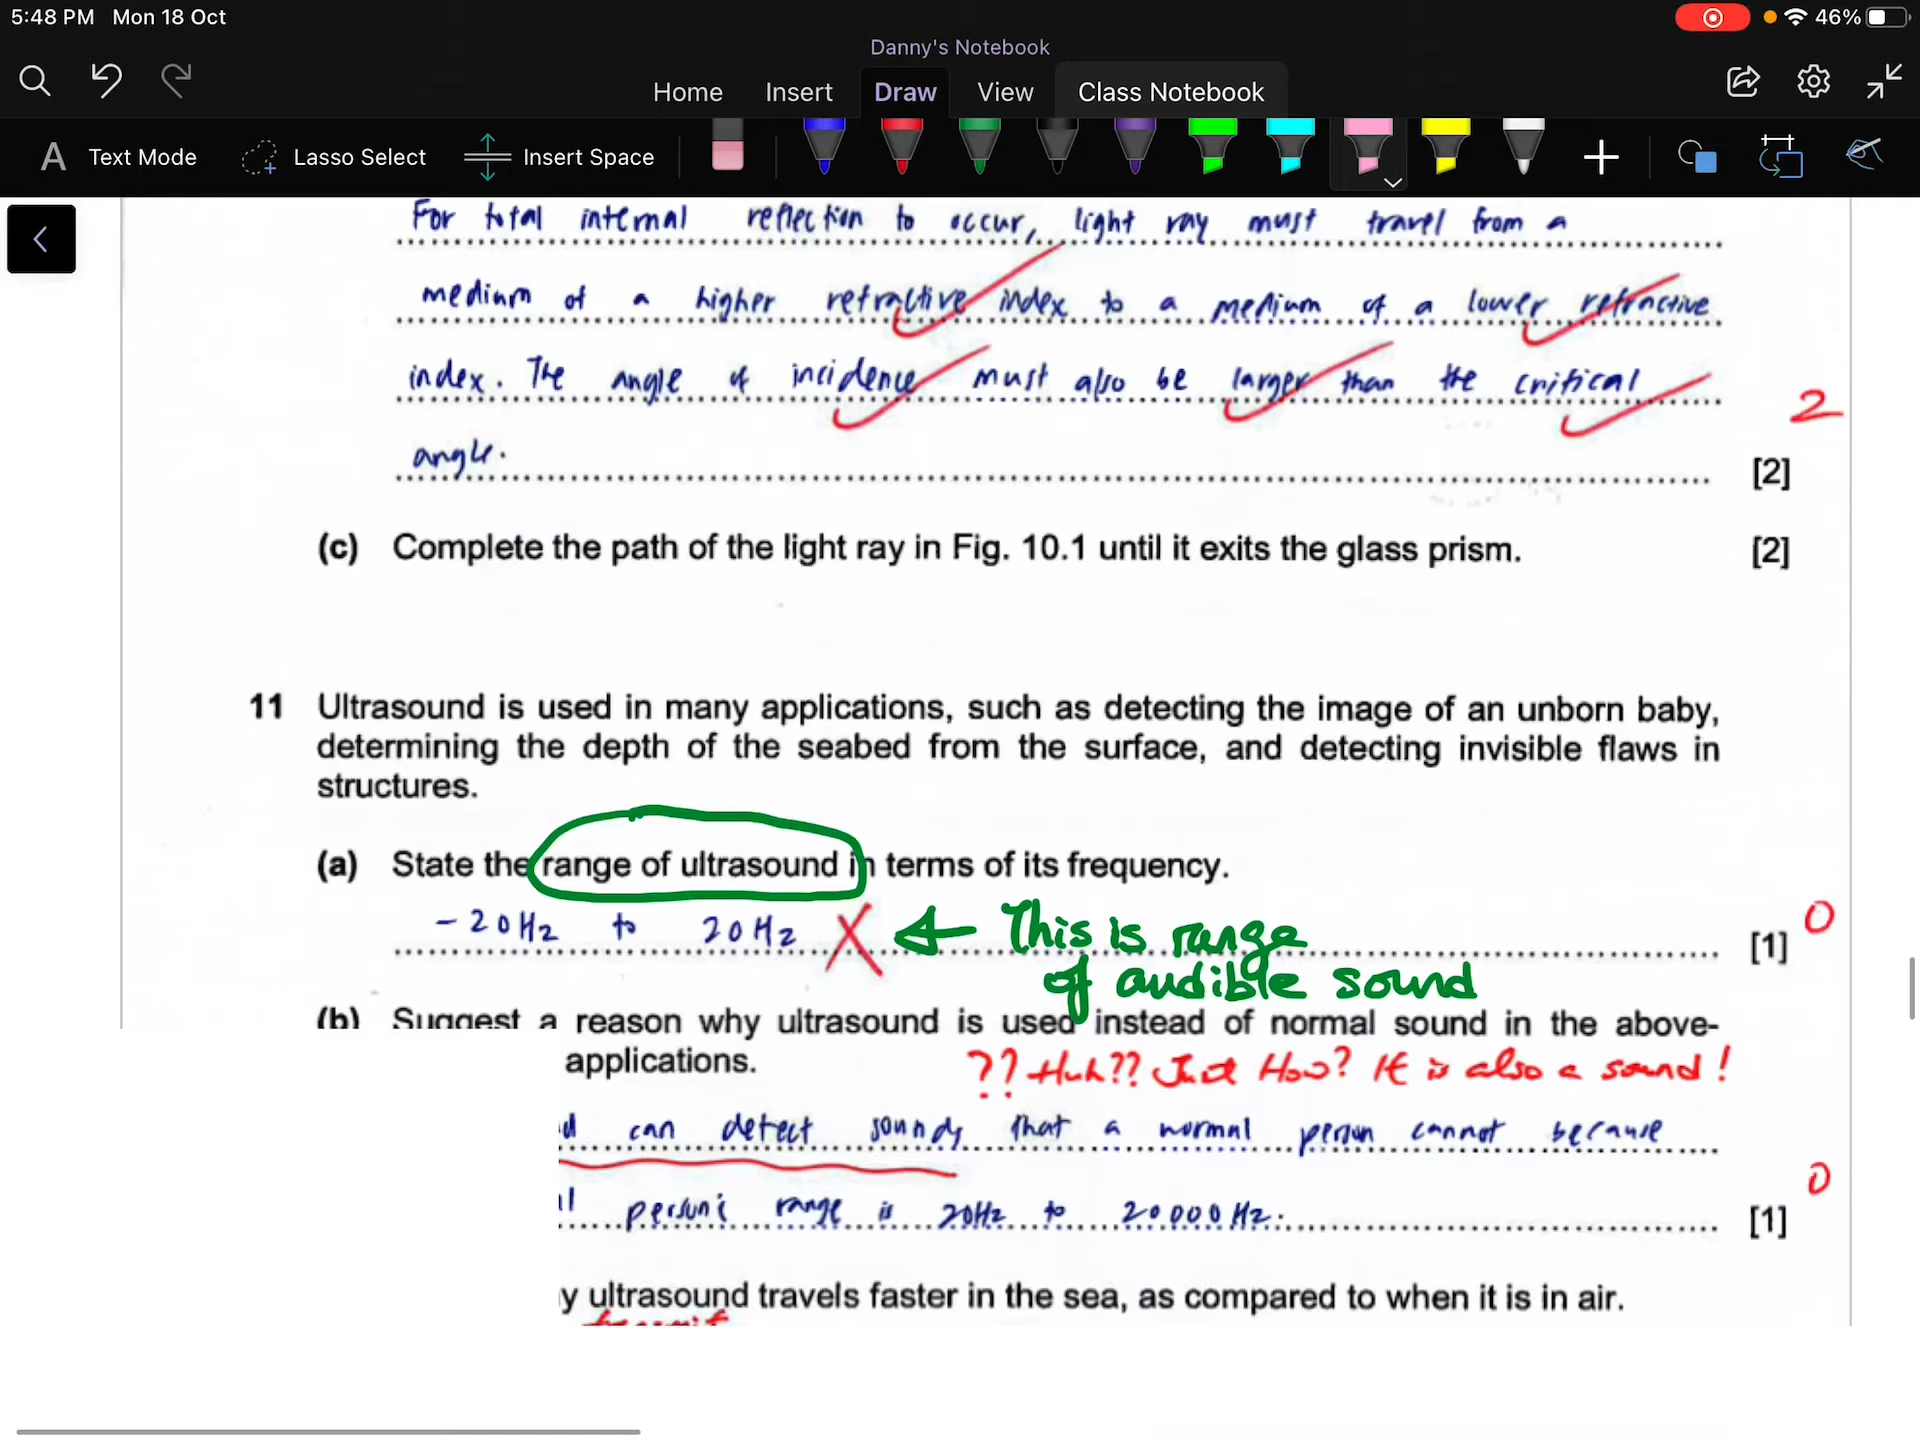 5:48 PM Mon 18 Oct
46%
Danny's Notebook
Home Insert Draw View Class Notebook
A Text Mode Lasso Select Insert Space
For total internal reflection to occur, light ray must travel from a
medium of a higher refractive index to a medium of a lower refractive
index. The angle of incidence must also be larger than the critical
2
angle.
[2]
(c) Complete the path of the light ray in Fig. 10.1 until it exits the glass prism. [2]
11 Ultrasound is used in many applications, such as detecting the image of an unborn baby,
determining the depth of the seabed from the surface, and detecting invisible flaws in
structures.
(a) State the range of ultrasound in terms of its frequency.
- 20Hz to 20Hz X This is range [1] 0
of audible sound
(b) Suggest a reason why ultrasound is used instead of normal sound in the above-
applications. ?? Huh?? Just How? It is also a sound!
d can detect sounds that a normal person cannot because
0
l person's range is 20Hz to 20000Hz. [1]
y ultrasound travels faster in the sea, as compared to when it is in air.